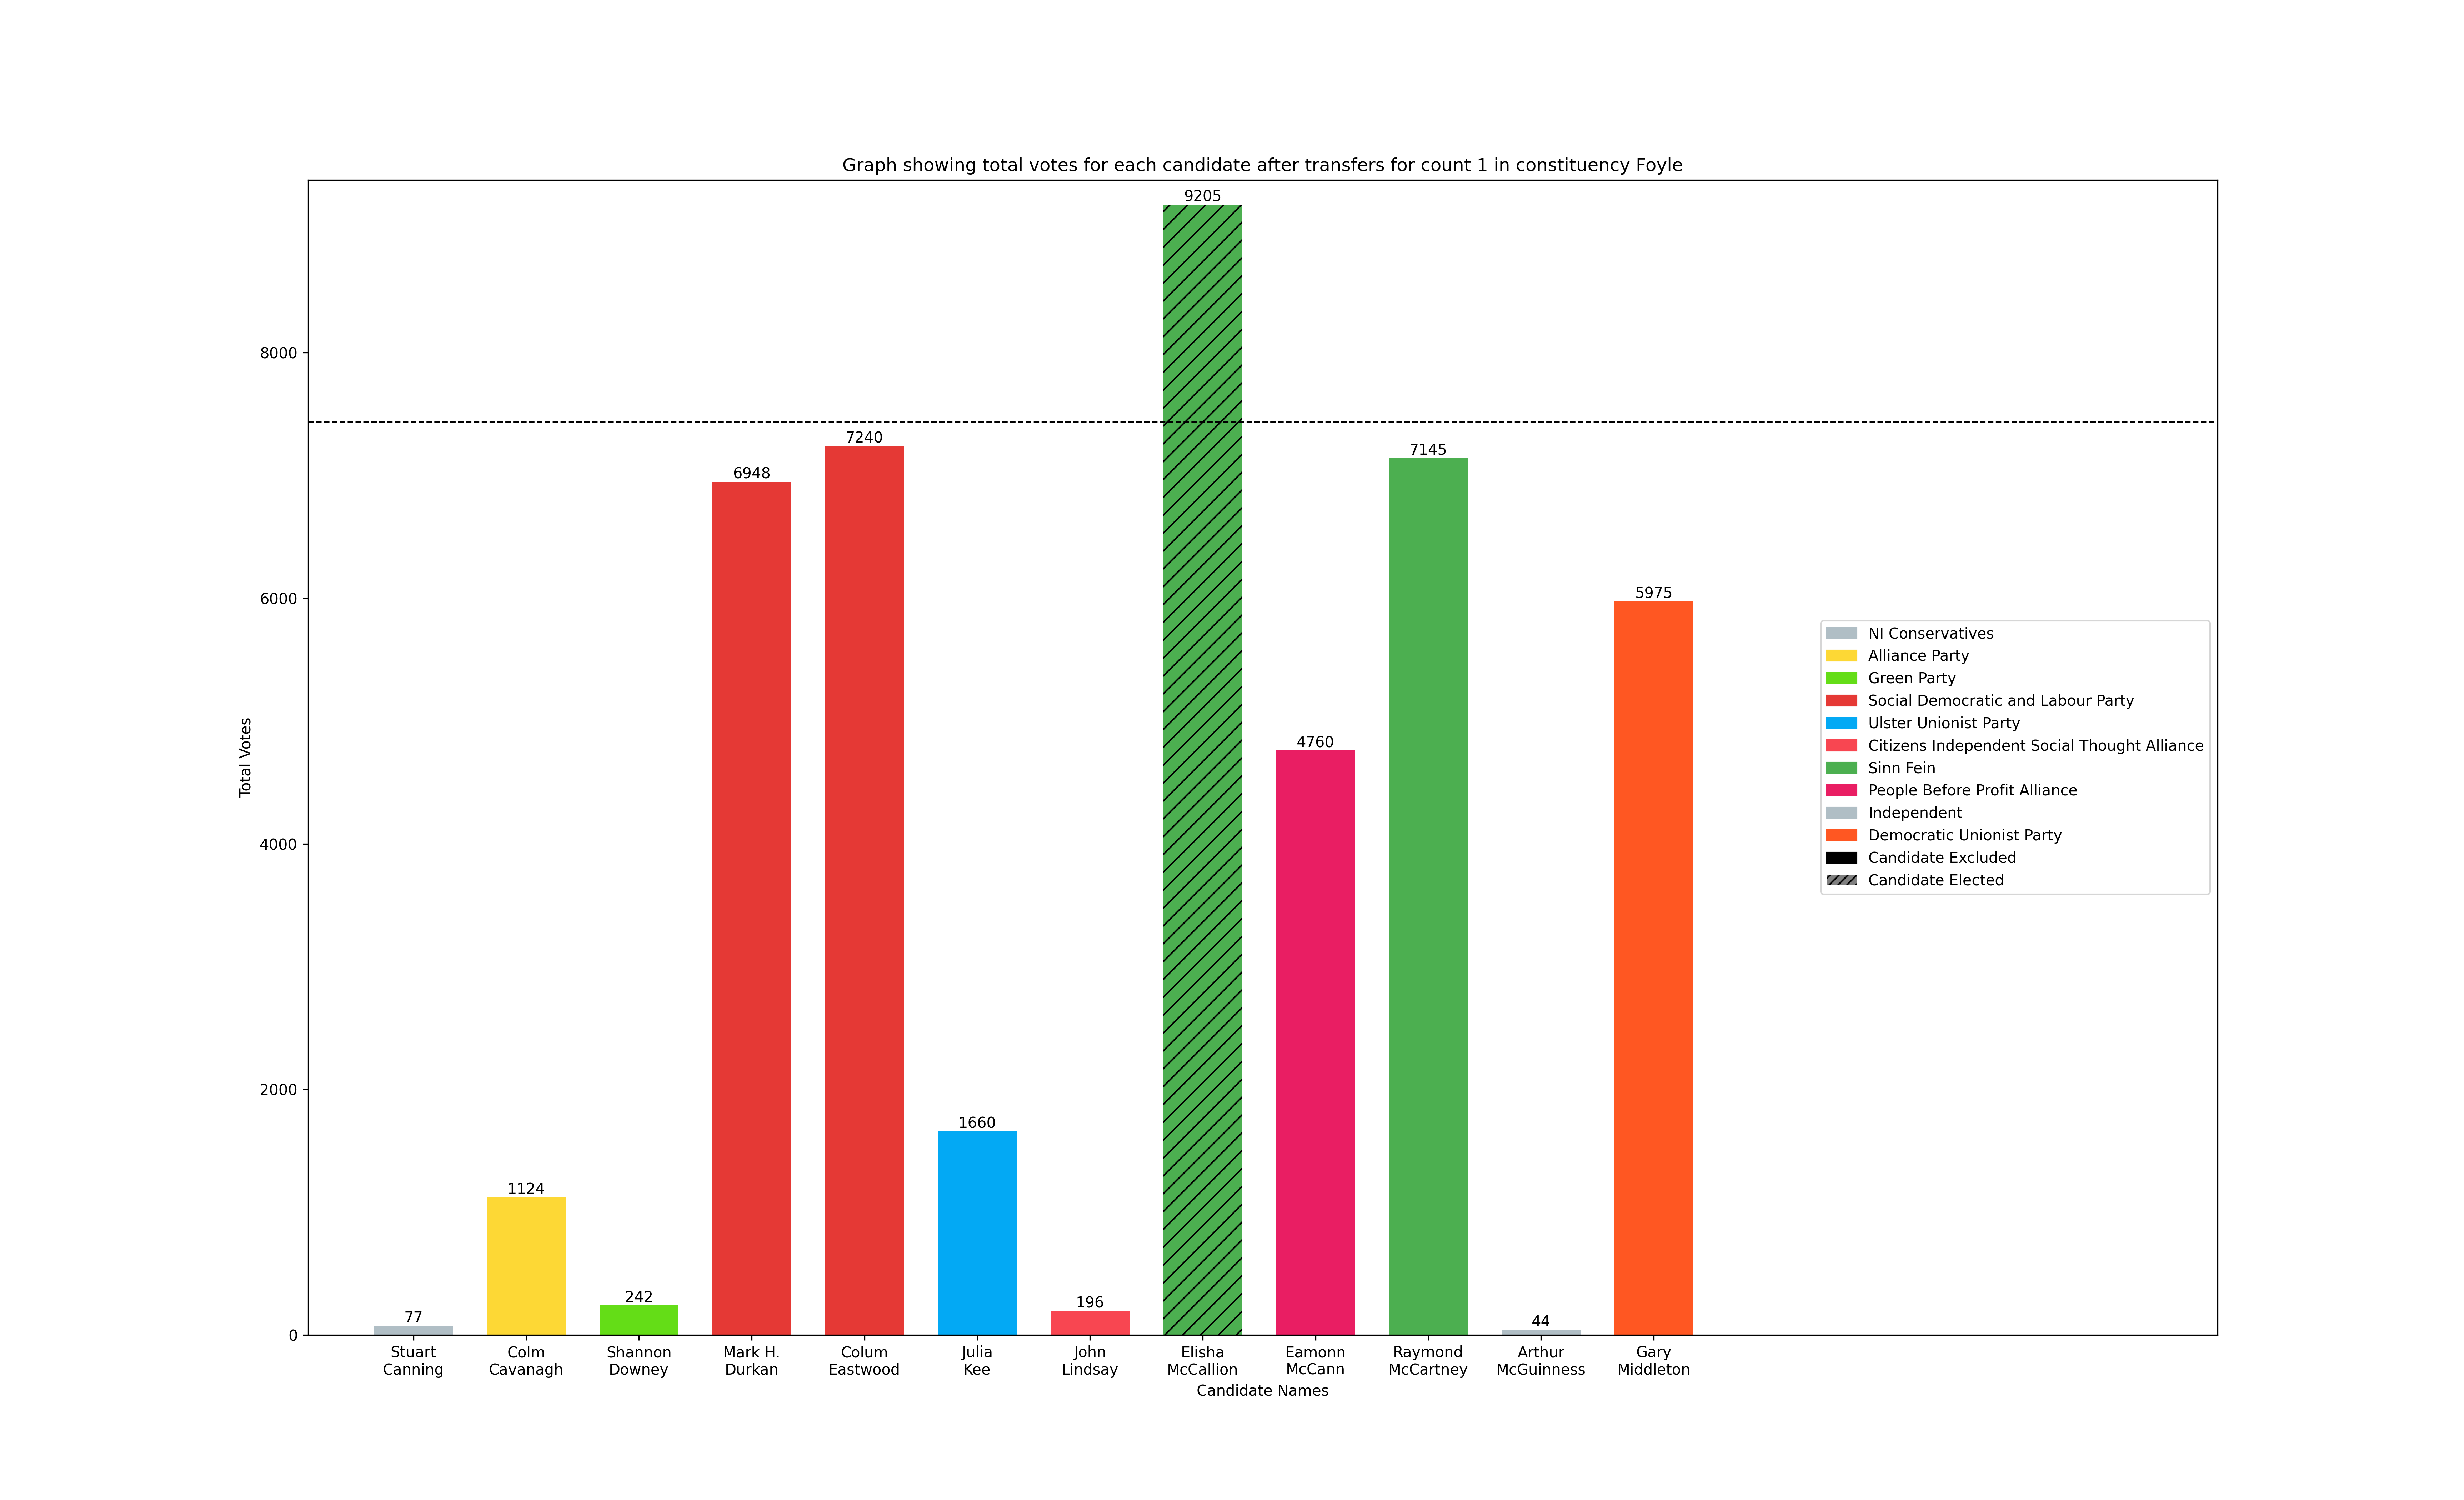 Graph showing total votes for each candidate after transfers for count 1 in constituency Foyle
9205
8000
7240
7145
6948
6000
5975
4760
4000
2000
1660
1124
242
196
77
44
0
Total Votes
NI Conservatives
Alliance Party
Green Party
Social Democratic and Labour Party
Ulster Unionist Party
Citizens Independent Social Thought Alliance
Sinn Fein
People Before Profit Alliance
Independent
Democratic Unionist Party
Candidate Excluded
Candidate Elected
Stuart
Canning
Colm
Cavanagh
Shannon
Downey
Mark H.
Durkan
Colum
Eastwood
Julia
Kee
John
Lindsay
Elisha
McCallion
Eamonn
McCann
Raymond
McCartney
Arthur
McGuinness
Gary
Middleton
Candidate Names